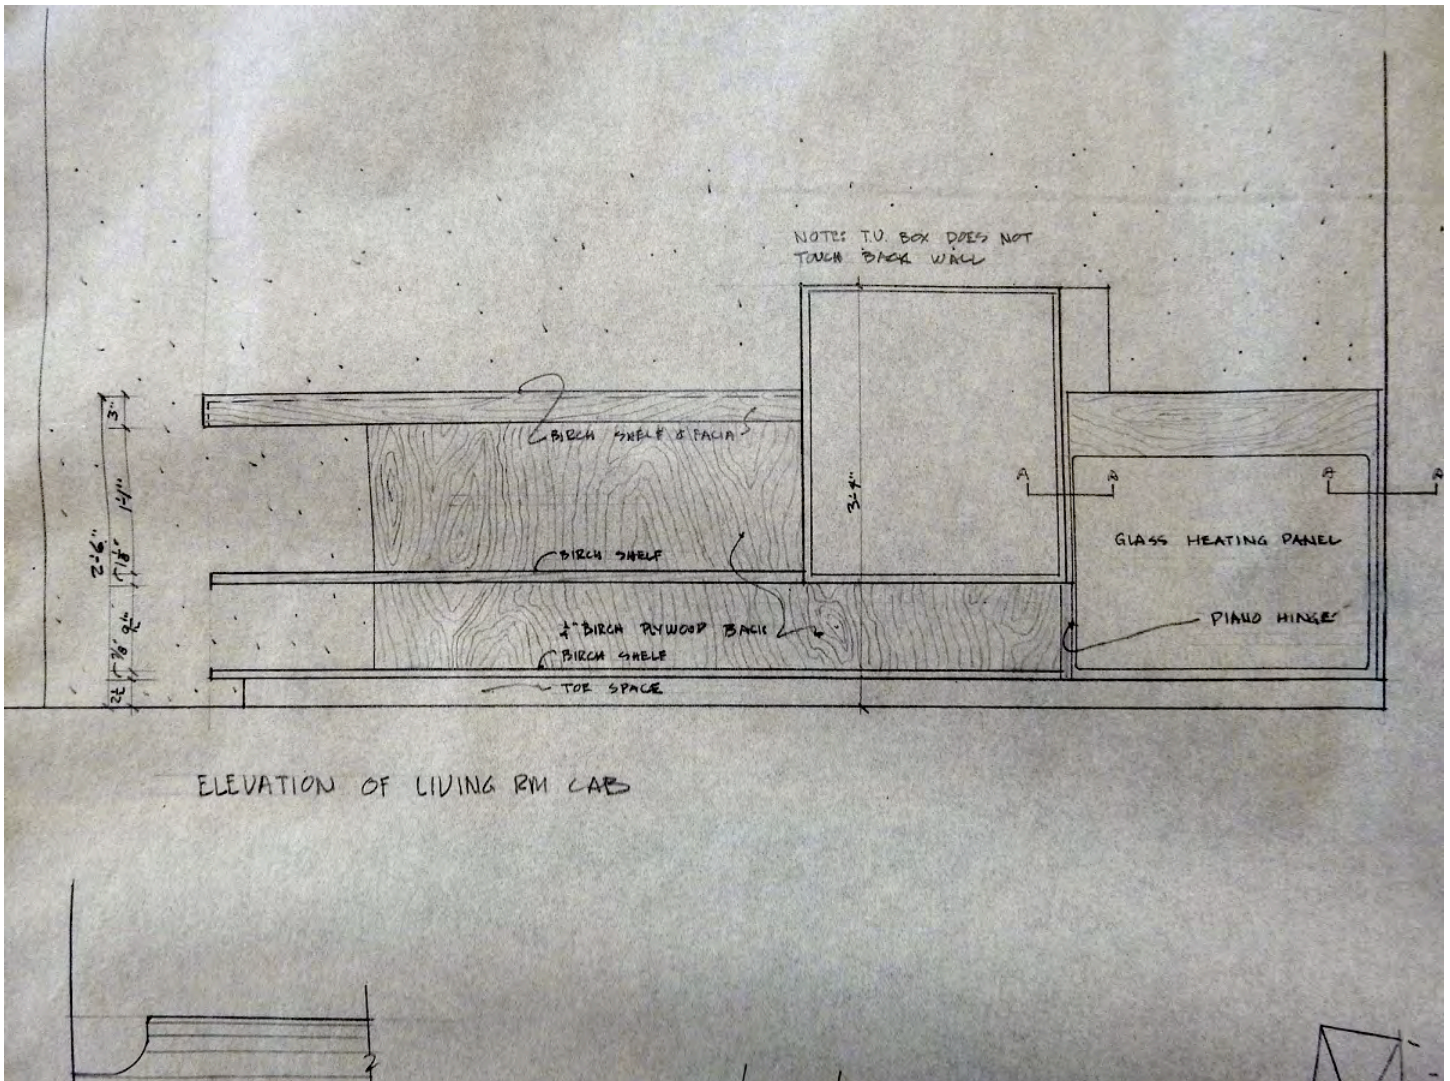 NOTE: T.V. BOX DOES NOT
TOUCH BACK WALL
3"
BIRCH SHELF & FACIA
1'-1"
2'-6"
3'-4"
A
B
A
B
GLASS HEATING PANEL
BIRCH SHELF
PIANO HINGE
7/8"
1/4" BIRCH PLYWOOD BACK
BIRCH SHELF
TOE SPACE
ELEVATION OF LIVING RM CAB